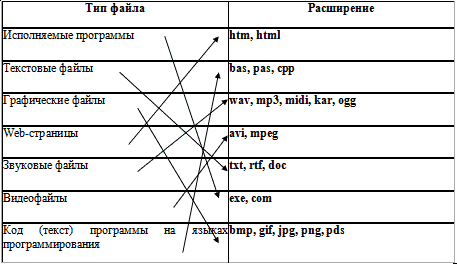 Тип файла Расширение
Исполняемые программы htm, html
Текстовые файлы bas, pas, cpp
Графические файлы wav, mp3, midi, kar, ogg
Web-страницы avi, mpeg
Звуковые файлы txt, rtf, doc
Видеофайлы exe, com
Код (текст) программы на языках bmp, gif, jpg, png, pds
программирования